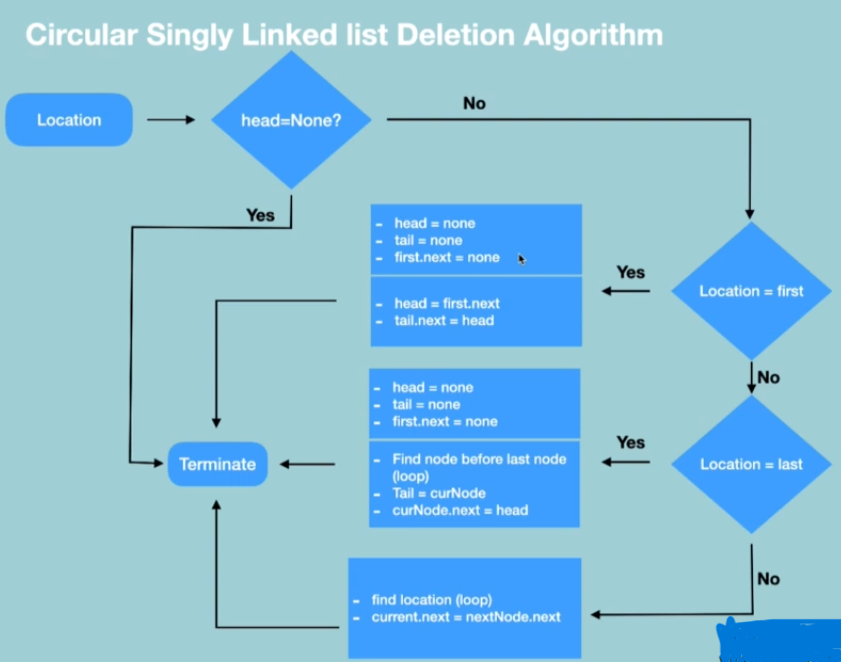 Circular Singly Linked list Deletion Algorithm
Location
head=None?
No
Yes
- head = none
- tail = none
- first.next = none
- head = first.next
- tail.next = head
Yes
Location = first
No
- head = none
- tail = none
- first.next = none
- Find node before last node
(loop)
- Tail = curNode
- curNode.next = head
Yes
Location = last
Terminate
No
- find location (loop)
- current.next = nextNode.next